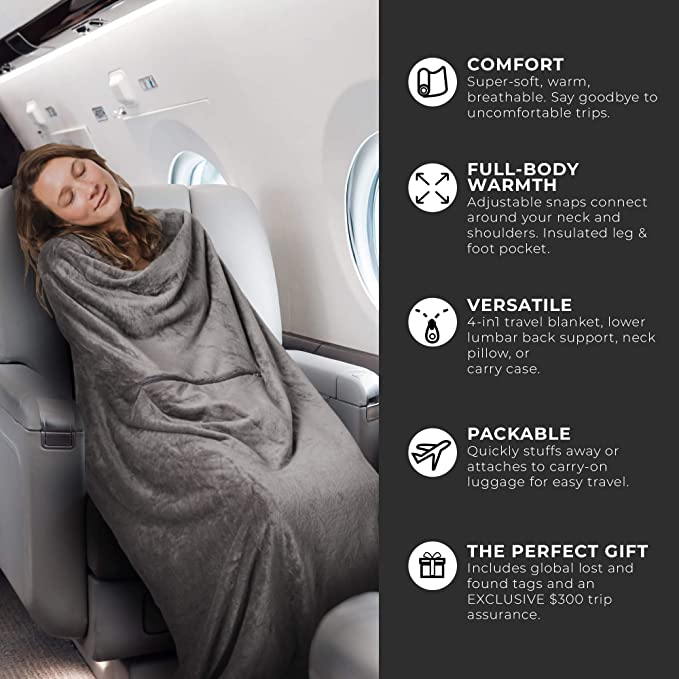 COMFORT
Super-soft, warm,
breathable. Say goodbye to
uncomfortable trips.
FULL-BODY
WARMTH
Adjustable snaps connect
around your neck and
shoulders. Insulated leg &
foot pocket.
VERSATILE
4-in1 travel blanket, lower
lumbar back support, neck
pillow, or
carry case.
PACKABLE
Quickly stuffs away or
attaches to carry-on
luggage for easy travel.
THE PERFECT GIFT
Includes global lost and
found tags and an
EXCLUSIVE $300 trip
assurance.